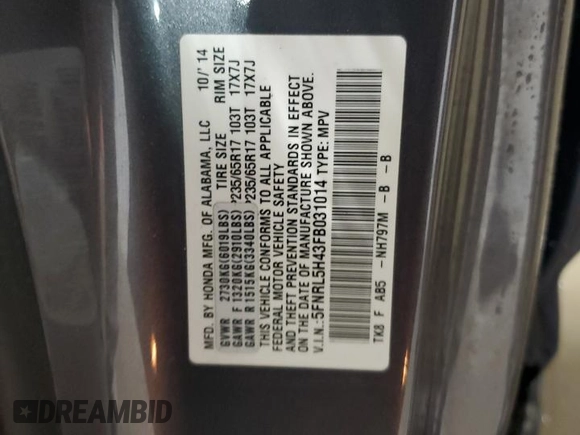 MFG. BY HONDA MFG., OF ALABAMA, LLC 10/'14
TIRE SIZE RIM SIZE
GVWR 2730KG(6019LBS)
GAWR F 1320KG(2910LBS) P235/65R17 103T 17X7J
GAWR R 1515KG(3340LBS) P235/65R17 103T 17X7J
THIS VEHICLE CONFORMS TO ALL APPLICABLE
FEDERAL MOTOR VEHICLE SAFETY
AND THEFT PREVENTION STANDARDS IN EFFECT
ON THE DATE OF MANUFACTURE SHOWN ABOVE.
V.I.N.: 5FNRL5H43FB031014 TYPE: MPV
TK8 F AB5 -NH797M -B -B
DREAMBID